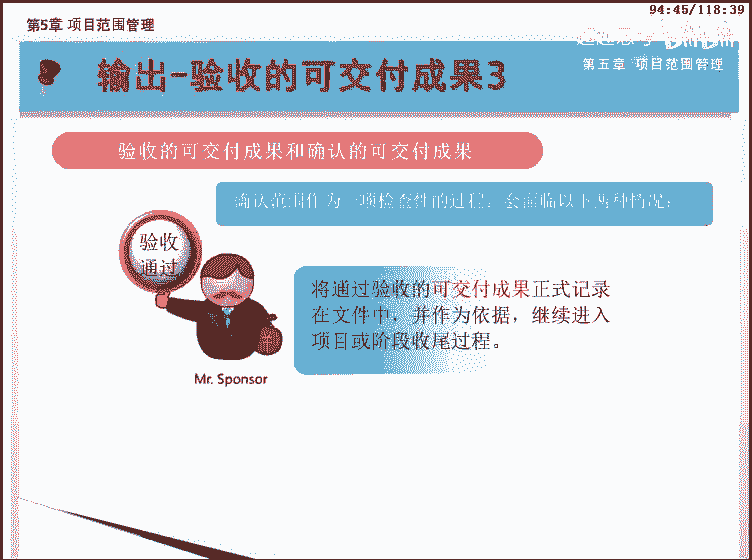 94:45/118:39
第5章 项目范围管理
输出-验收的可交付成果3
第五章 项目范围管理
验收的可交付成果和确认的可交付成果
确认范围作为一项检查性的过程，会面临以下两种情况：
验收
通过
将通过验收的可交付成果正式记录
在文件中，并作为依据，继续进入
项目或阶段收尾过程。
Mr. Sponsor